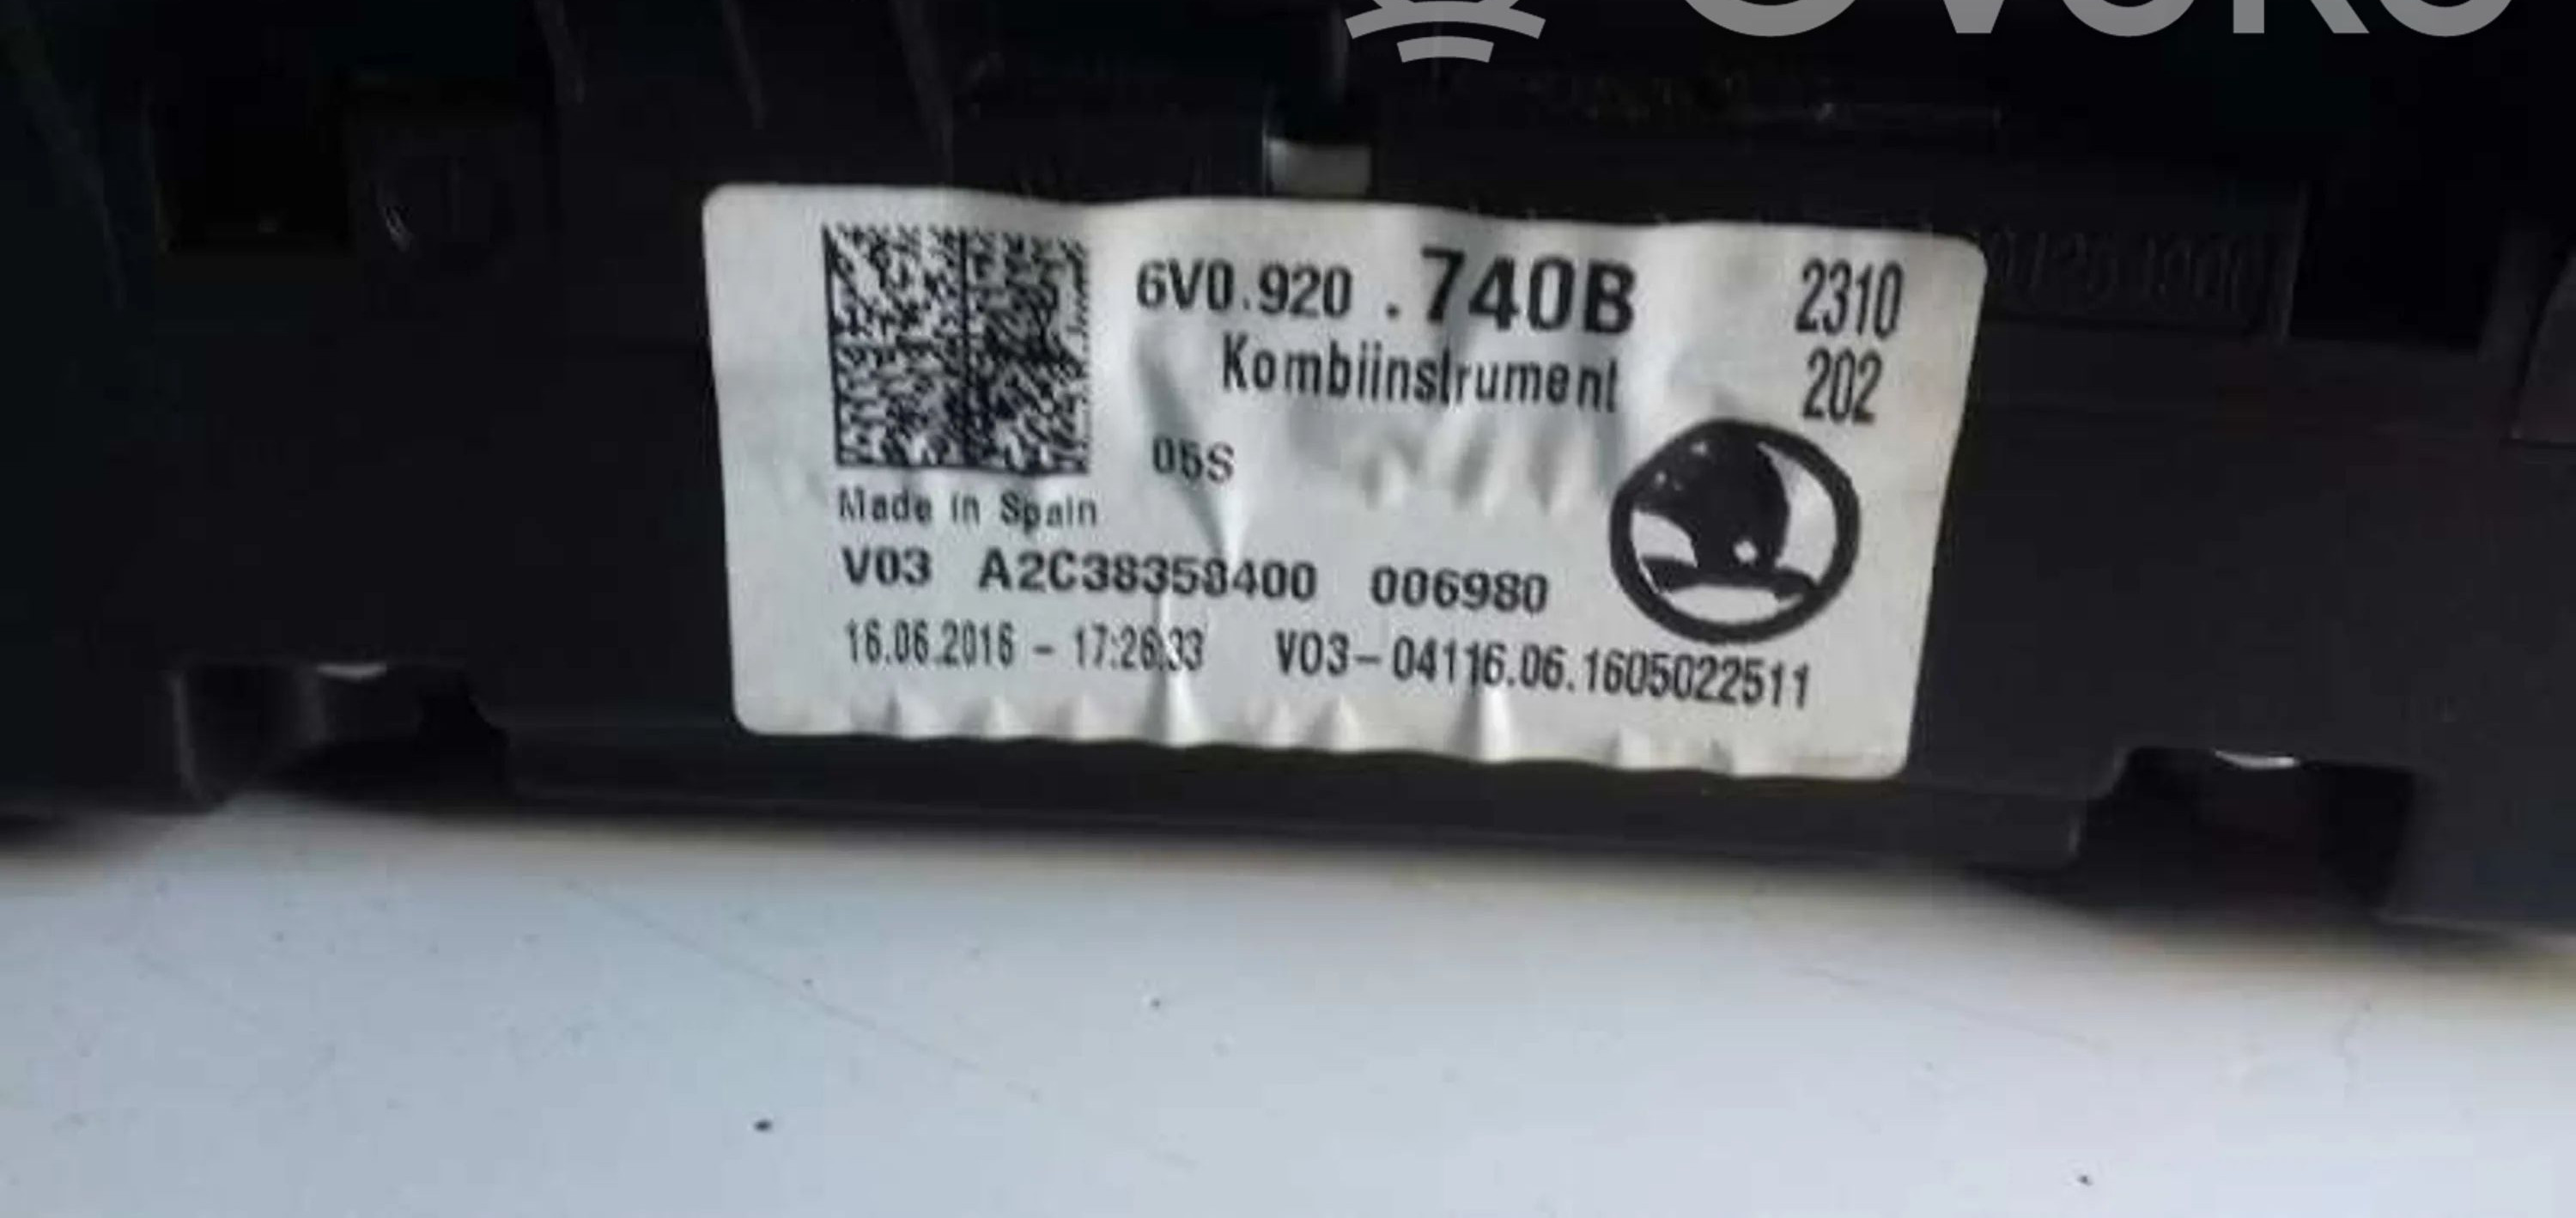 6V0.920 .740B 2310
Kombiinstrument 202
05S
Made in Spain
V03 A2C38358400 006980
16.06.2016 - 17:26:33 V03-04116.06.1605022511